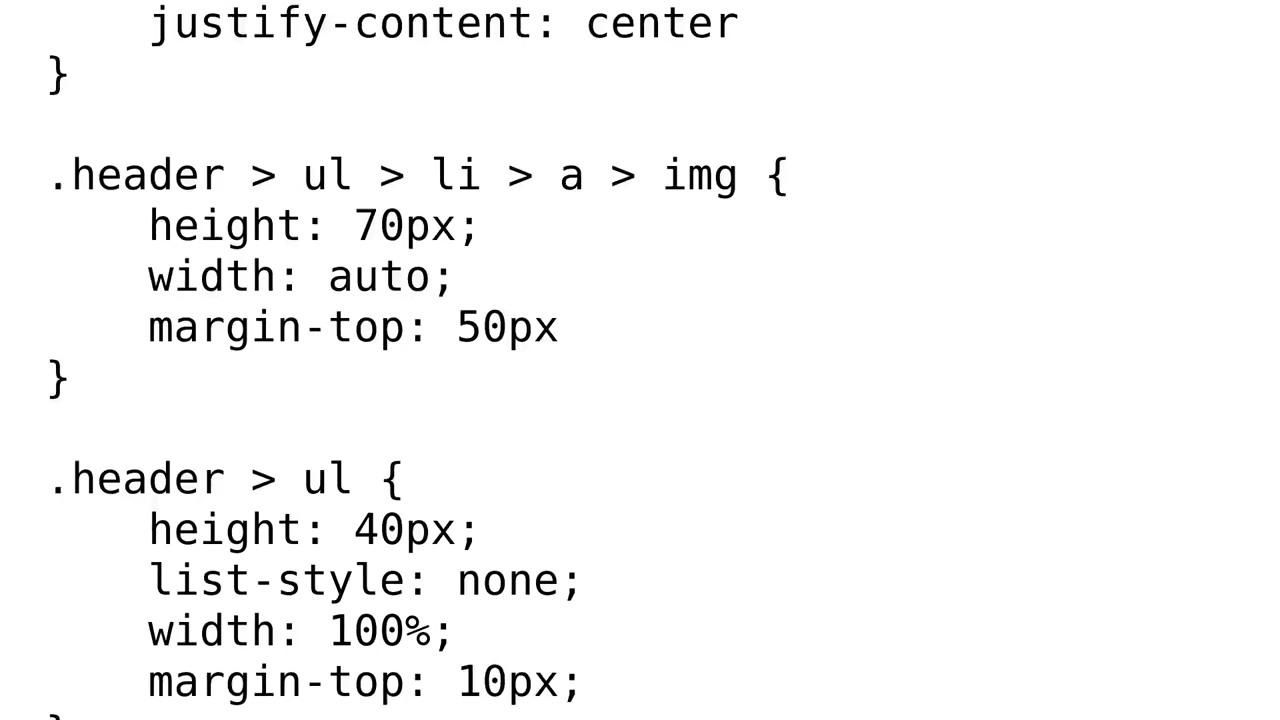 justify-content: center
}

.header > ul > li > a > img {
    height: 70px;
    width: auto;
    margin-top: 50px
}

.header > ul {
    height: 40px;
    list-style: none;
    width: 100%;
    margin-top: 10px;
}